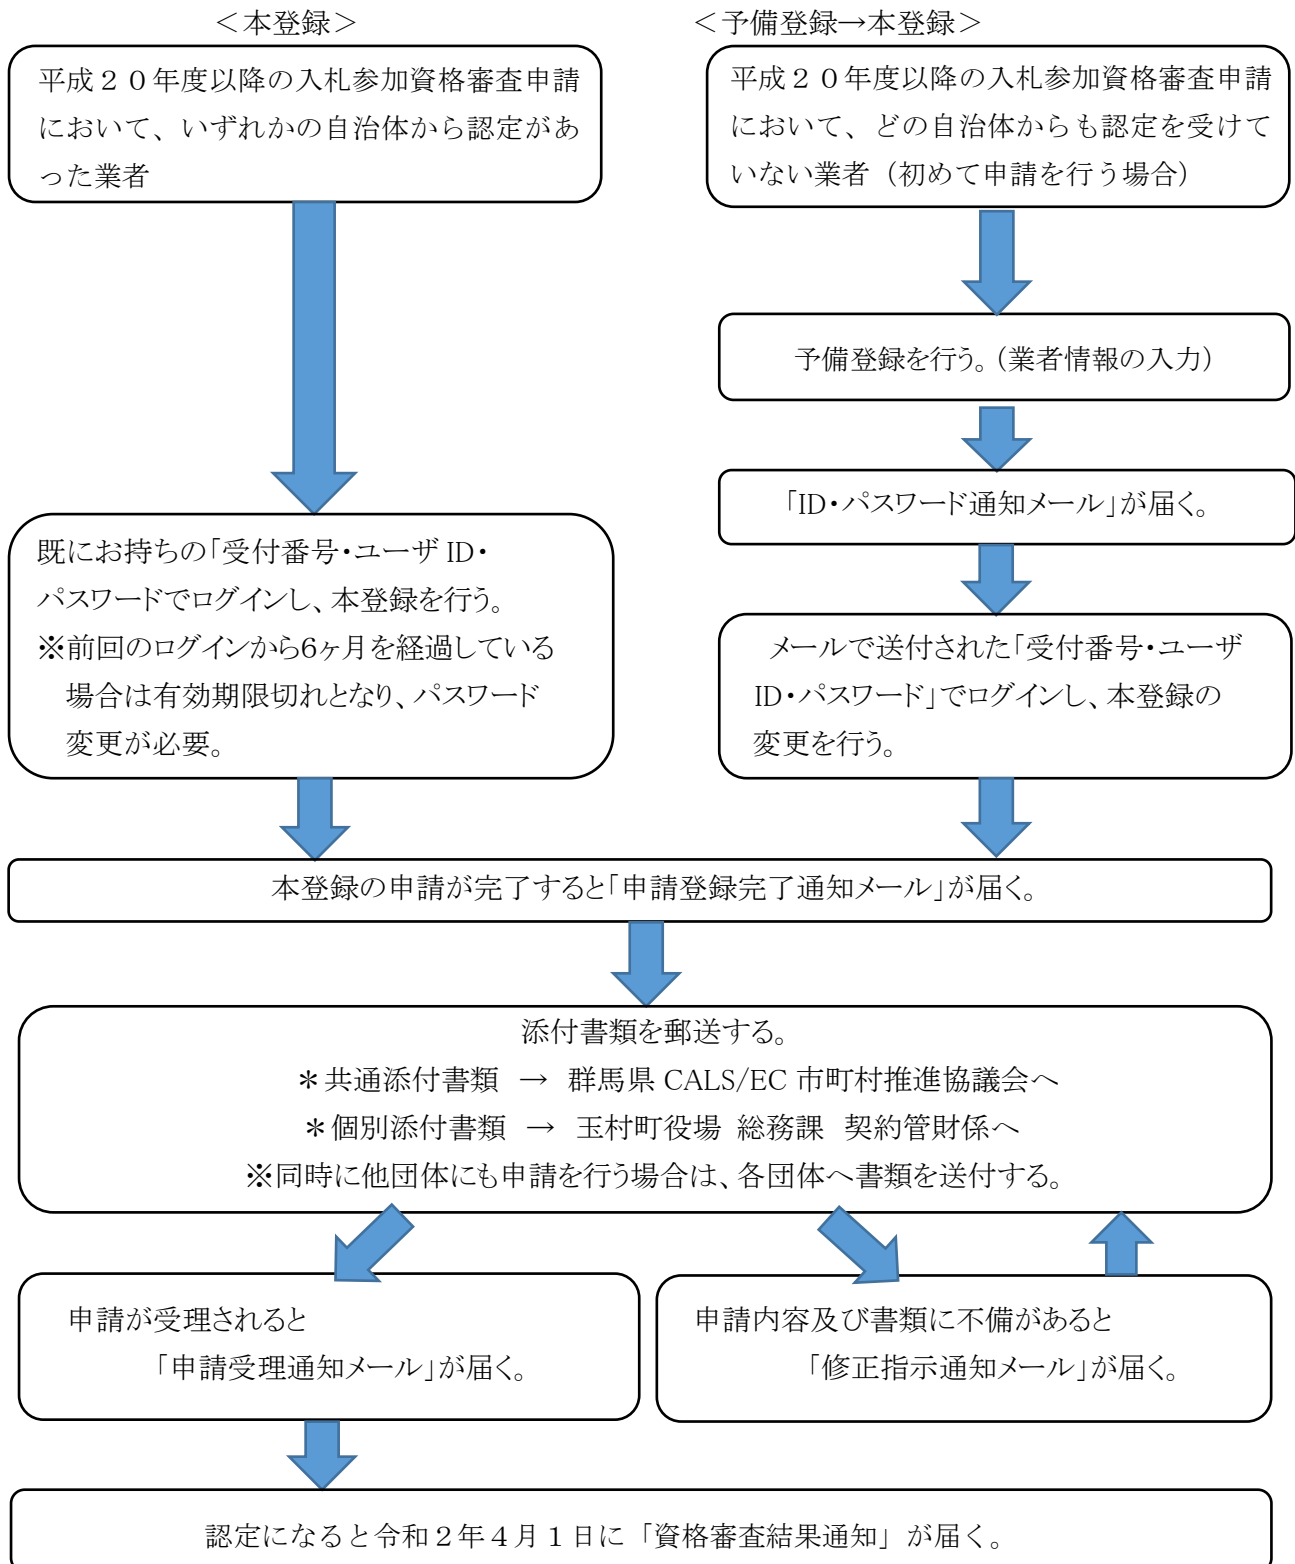 ＜本登録＞
平成２０年度以降の入札参加資格審査申請
において、いずれかの自治体から認定があ
った業者
＜予備登録→本登録＞
平成２０年度以降の入札参加資格審査申請
において、どの自治体からも認定を受けて
いない業者（初めて申請を行う場合）
予備登録を行う。（業者情報の入力）
「ID・パスワード通知メール」が届く。
既にお持ちの「受付番号・ユーザ ID・
パスワードでログインし、本登録を行う。
※前回のログインから6ヶ月を経過している
場合は有効期限切れとなり、パスワード
変更が必要。
メールで送付された「受付番号・ユーザ
ID・パスワード」でログインし、本登録の
変更を行う。
本登録の申請が完了すると「申請登録完了通知メール」が届く。
添付書類を郵送する。
＊共通添付書類 → 群馬県 CALS/EC 市町村推進協議会へ
＊個別添付書類 → 玉村町役場 総務課 契約管財係へ
※同時に他団体にも申請を行う場合は、各団体へ書類を送付する。
申請が受理されると
「申請受理通知メール」が届く。
申請内容及び書類に不備があると
「修正指示通知メール」が届く。
認定になると令和２年４月１日に「資格審査結果通知」が届く。